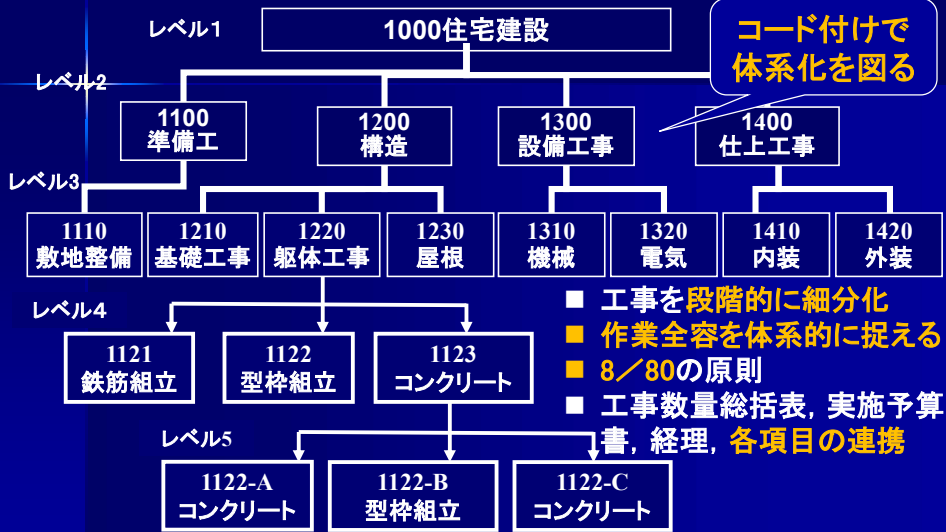 レベル1
1000住宅建設
コード付けで
体系化を図る
レベル2
1100
準備工
1200
構造
1300
設備工事
1400
仕上工事
レベル3
1110
敷地整備
1210
基礎工事
1220
躯体工事
1230
屋根
1310
機械
1320
電気
1410
内装
1420
外装
レベル4
1121
鉄筋組立
1122
型枠組立
1123
コンクリート
■ 工事を段階的に細分化
■ 作業全容を体系的に捉える
■ 8／80の原則
■ 工事数量総括表，実施予算
書，経理，各項目の連携
レベル5
1122-A
コンクリート
1122-B
型枠組立
1122-C
コンクリート